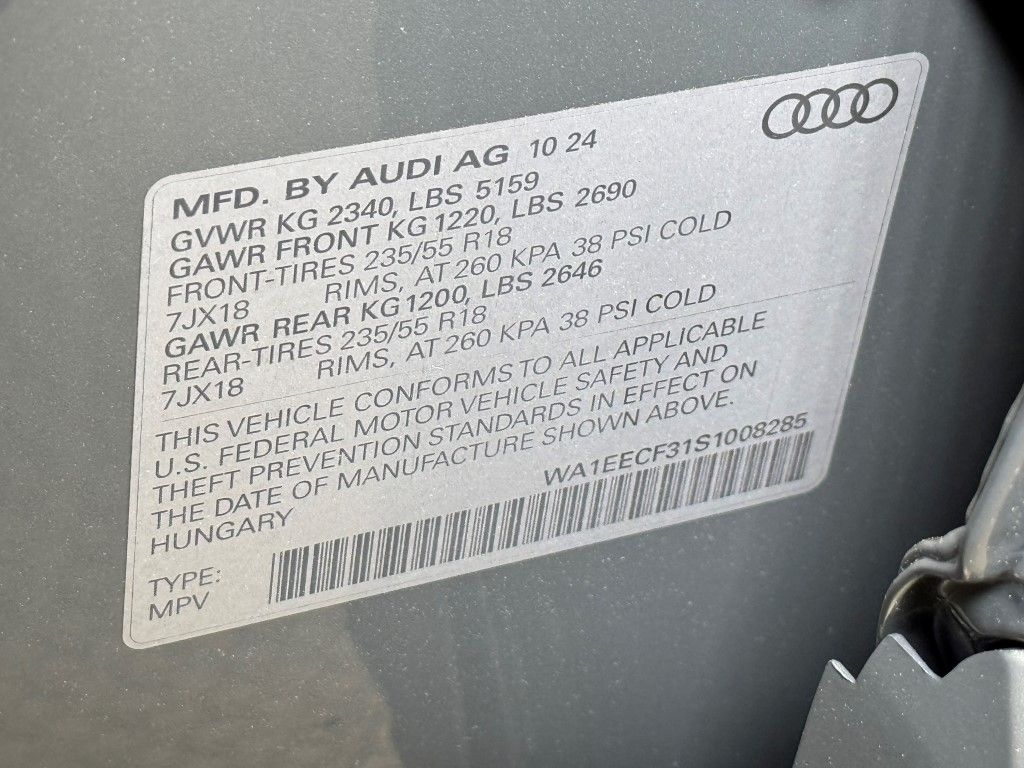 MFD. BY AUDI AG 10 24
GVWR KG 2340, LBS 5159
GAWR FRONT KG 1220, LBS 2690
FRONT-TIRES 235/55 R18
7JX18 RIMS, AT 260 KPA 38 PSI COLD
GAWR REAR KG 1200, LBS 2646
REAR-TIRES 235/55 R18
7JX18 RIMS, AT 260 KPA 38 PSI COLD
THIS VEHICLE CONFORMS TO ALL APPLICABLE
U.S. FEDERAL MOTOR VEHICLE SAFETY AND
THEFT PREVENTION STANDARDS IN EFFECT ON
THE DATE OF MANUFACTURE SHOWN ABOVE.
HUNGARY
WA1EECF31S1008285
TYPE:
MPV